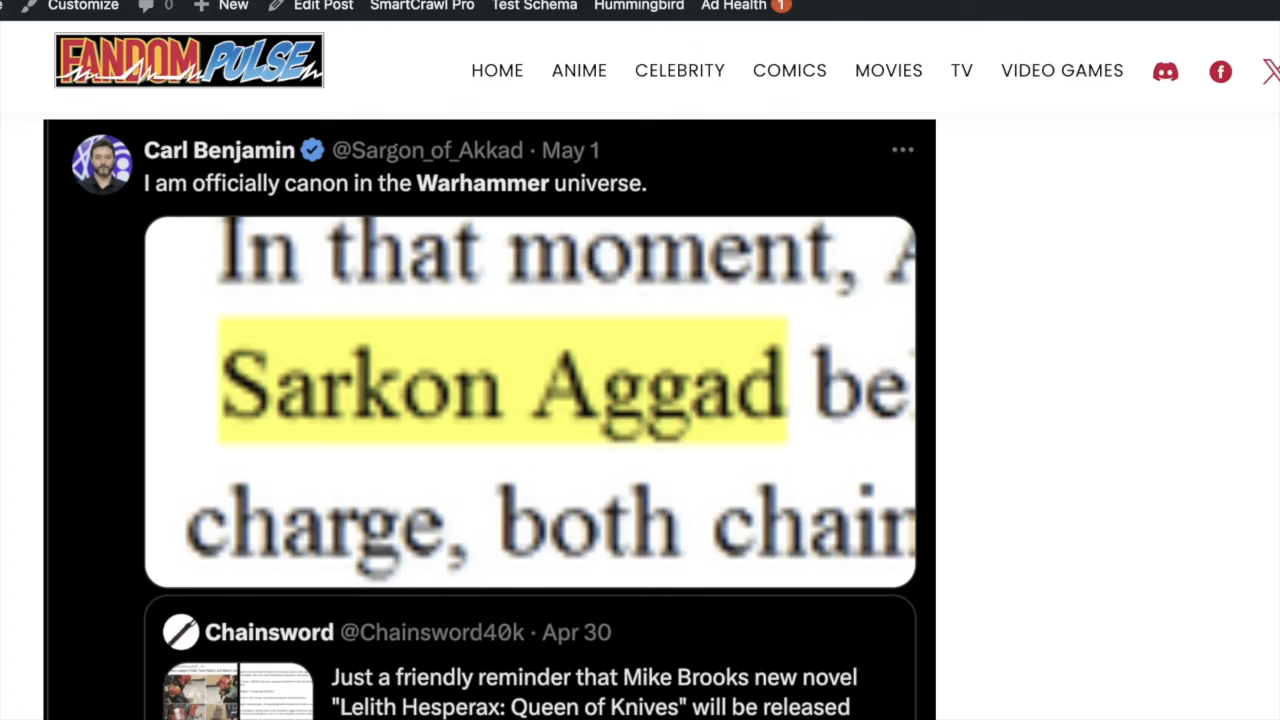 Customize 0 New Edit Post SmartCrawl Pro Test Schema Hummingbird Ad Health 1
FANDOM PULSE HOME ANIME CELEBRITY COMICS MOVIES TV VIDEO GAMES
Carl Benjamin @Sargon_of_Akkad · May 1
I am officially canon in the Warhammer universe.
In that moment,
Sarkon Aggad be
charge, both chain
Chainsword @Chainsword40k · Apr 30
Just a friendly reminder that Mike Brooks new novel
"Lelith Hesperax: Queen of Knives" will be released